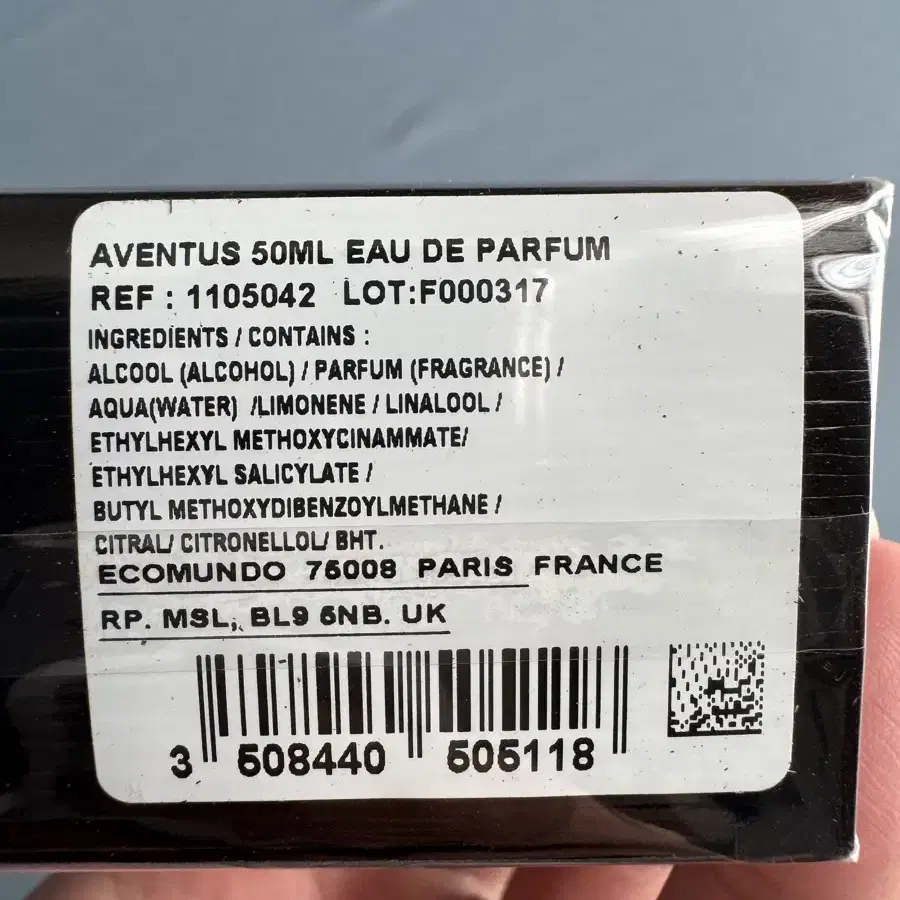 AVENTUS 50ML EAU DE PARFUM
REF : 1105042 LOT:F000317
INGREDIENTS / CONTAINS :
ALCOOL (ALCOHOL) / PARFUM (FRAGRANCE) /
AQUA(WATER) /LIMONENE / LINALOOL /
ETHYLHEXYL METHOXYCINAMMATE/
ETHYLHEXYL SALICYLATE /
BUTYL METHOXYDIBENZOYLMETHANE /
CITRAL/ CITRONELLOL/ BHT.
ECOMUNDO 75008 PARIS FRANCE
RP. MSL, BL9 5NB. UK
3 508440 505118